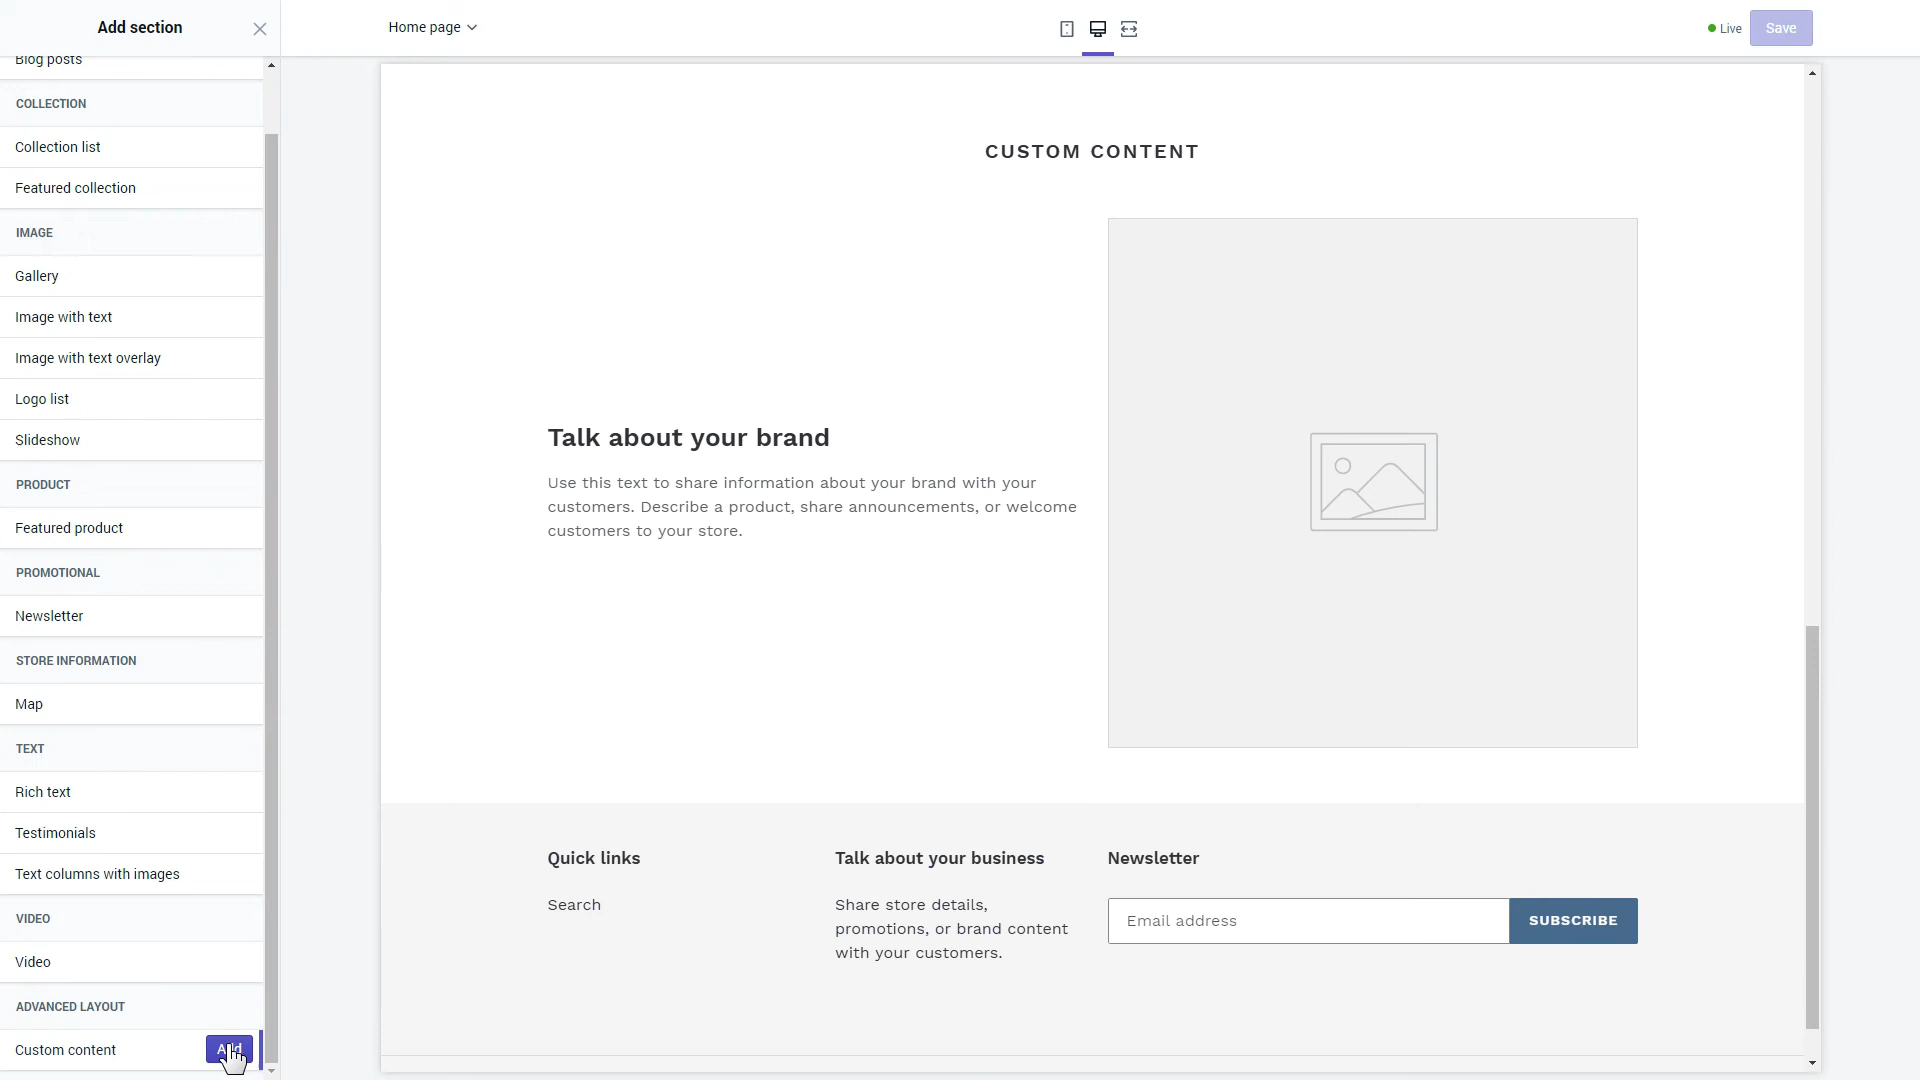 Add section
Home page
Live
Save
Blog posts
COLLECTION
Collection list
Featured collection
IMAGE
Gallery
Image with text
Image with text overlay
Logo list
Slideshow
PRODUCT
Featured product
PROMOTIONAL
Newsletter
STORE INFORMATION
Map
TEXT
Rich text
Testimonials
Text columns with images
VIDEO
Video
ADVANCED LAYOUT
Custom content
Add
CUSTOM CONTENT
Talk about your brand
Use this text to share information about your brand with your
customers. Describe a product, share announcements, or welcome
customers to your store.
Quick links
Search
Talk about your business
Share store details,
promotions, or brand content
with your customers.
Newsletter
Email address
SUBSCRIBE